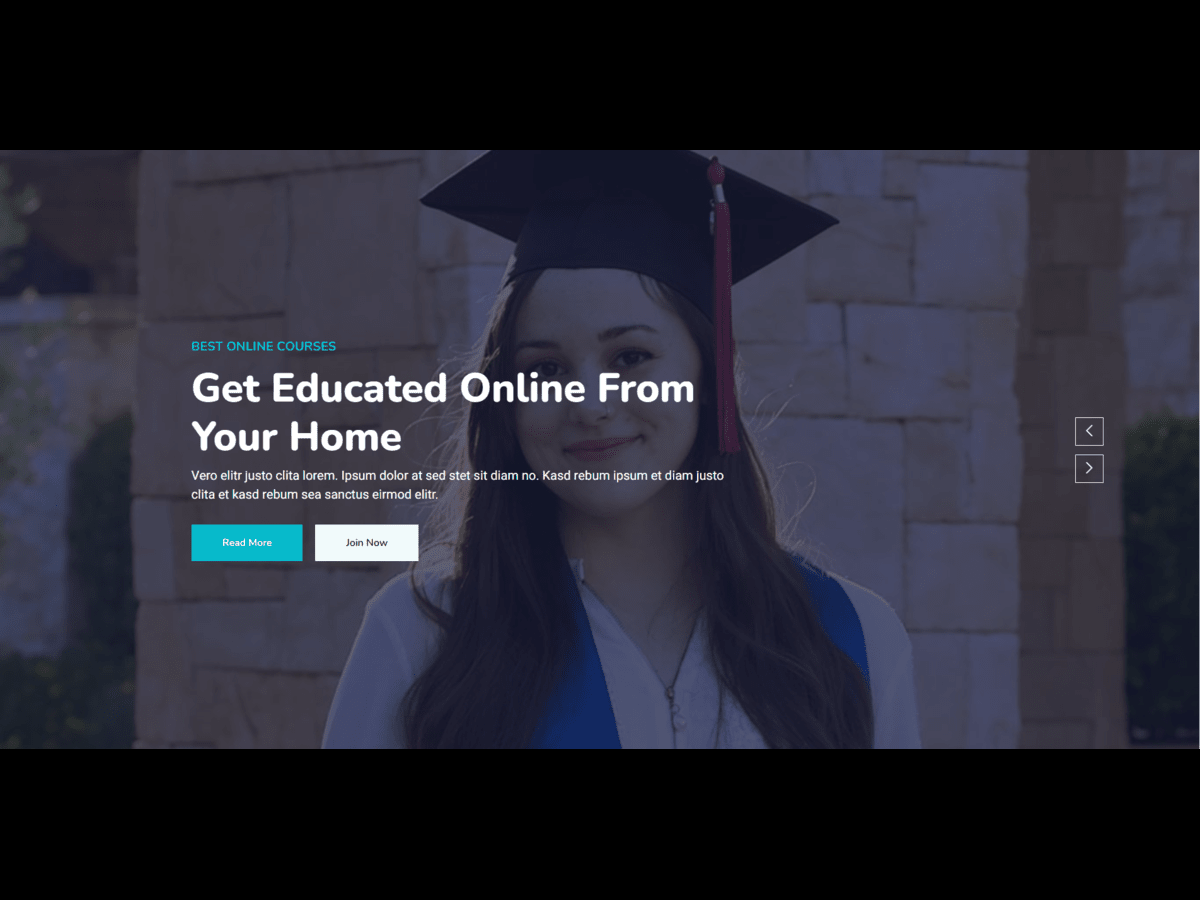 BEST ONLINE COURSES
Get Educated Online From
Your Home
Vero elitr justo clita lorem. Ipsum dolor at sed stet sit diam no. Kasd rebum ipsum et diam justo
clita et kasd rebum sea sanctus eirmod elitr.
Read More
Join Now